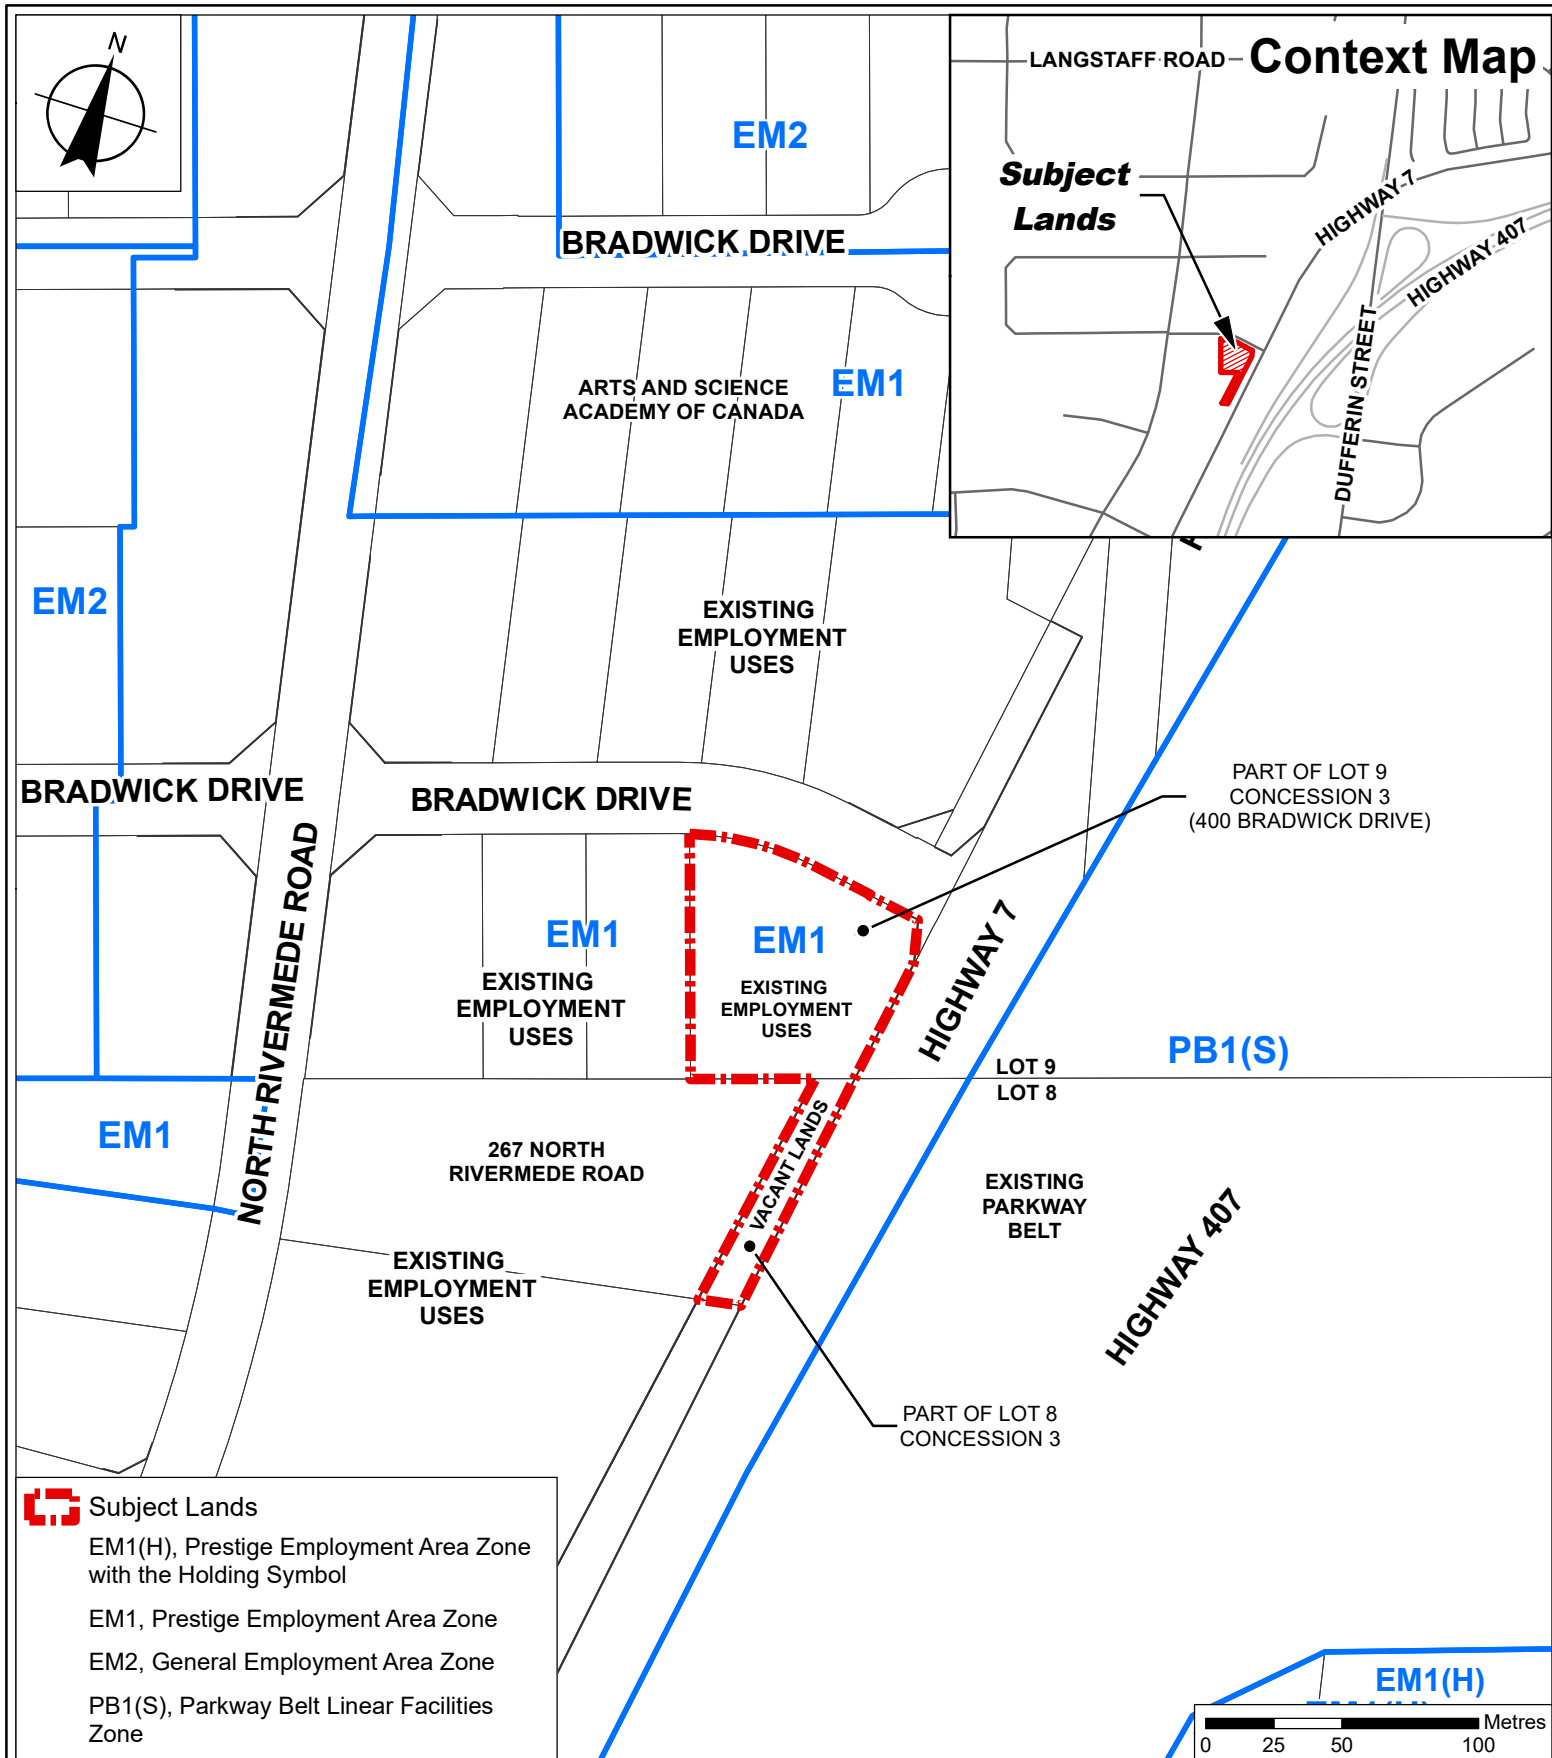 N
LANGSTAFF ROAD
Context Map
Subject
Lands
HIGHWAY 7
HIGHWAY 407
DUFFERIN STREET
EM2
BRADWICK DRIVE
ARTS AND SCIENCE
ACADEMY OF CANADA
EM1
EM2
EXISTING
EMPLOYMENT
USES
BRADWICK DRIVE
BRADWICK DRIVE
PART OF LOT 9
CONCESSION 3
(400 BRADWICK DRIVE)
NORTH RIVERMEDE ROAD
EM1
EXISTING
EMPLOYMENT
USES
EM1
EXISTING
EMPLOYMENT
USES
HIGHWAY 7
LOT 9
LOT 8
PB1(S)
EM1
267 NORTH
RIVERMEDE ROAD
VACANT LANDS
EXISTING
PARKWAY
BELT
HIGHWAY 407
EXISTING
EMPLOYMENT
USES
PART OF LOT 8
CONCESSION 3
Subject Lands
EM1(H), Prestige Employment Area Zone
with the Holding Symbol
EM1, Prestige Employment Area Zone
EM2, General Employment Area Zone
PB1(S), Parkway Belt Linear Facilities
Zone
EM1(H)
Metres
0 25 50 100